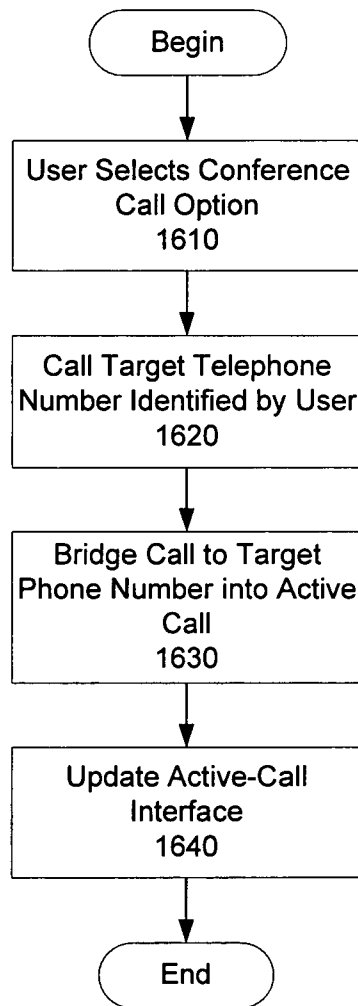 Begin
User Selects Conference
Call Option
1610
Call Target Telephone
Number Identified by User
1620
Bridge Call to Target
Phone Number into Active
Call
1630
Update Active-Call
Interface
1640
End